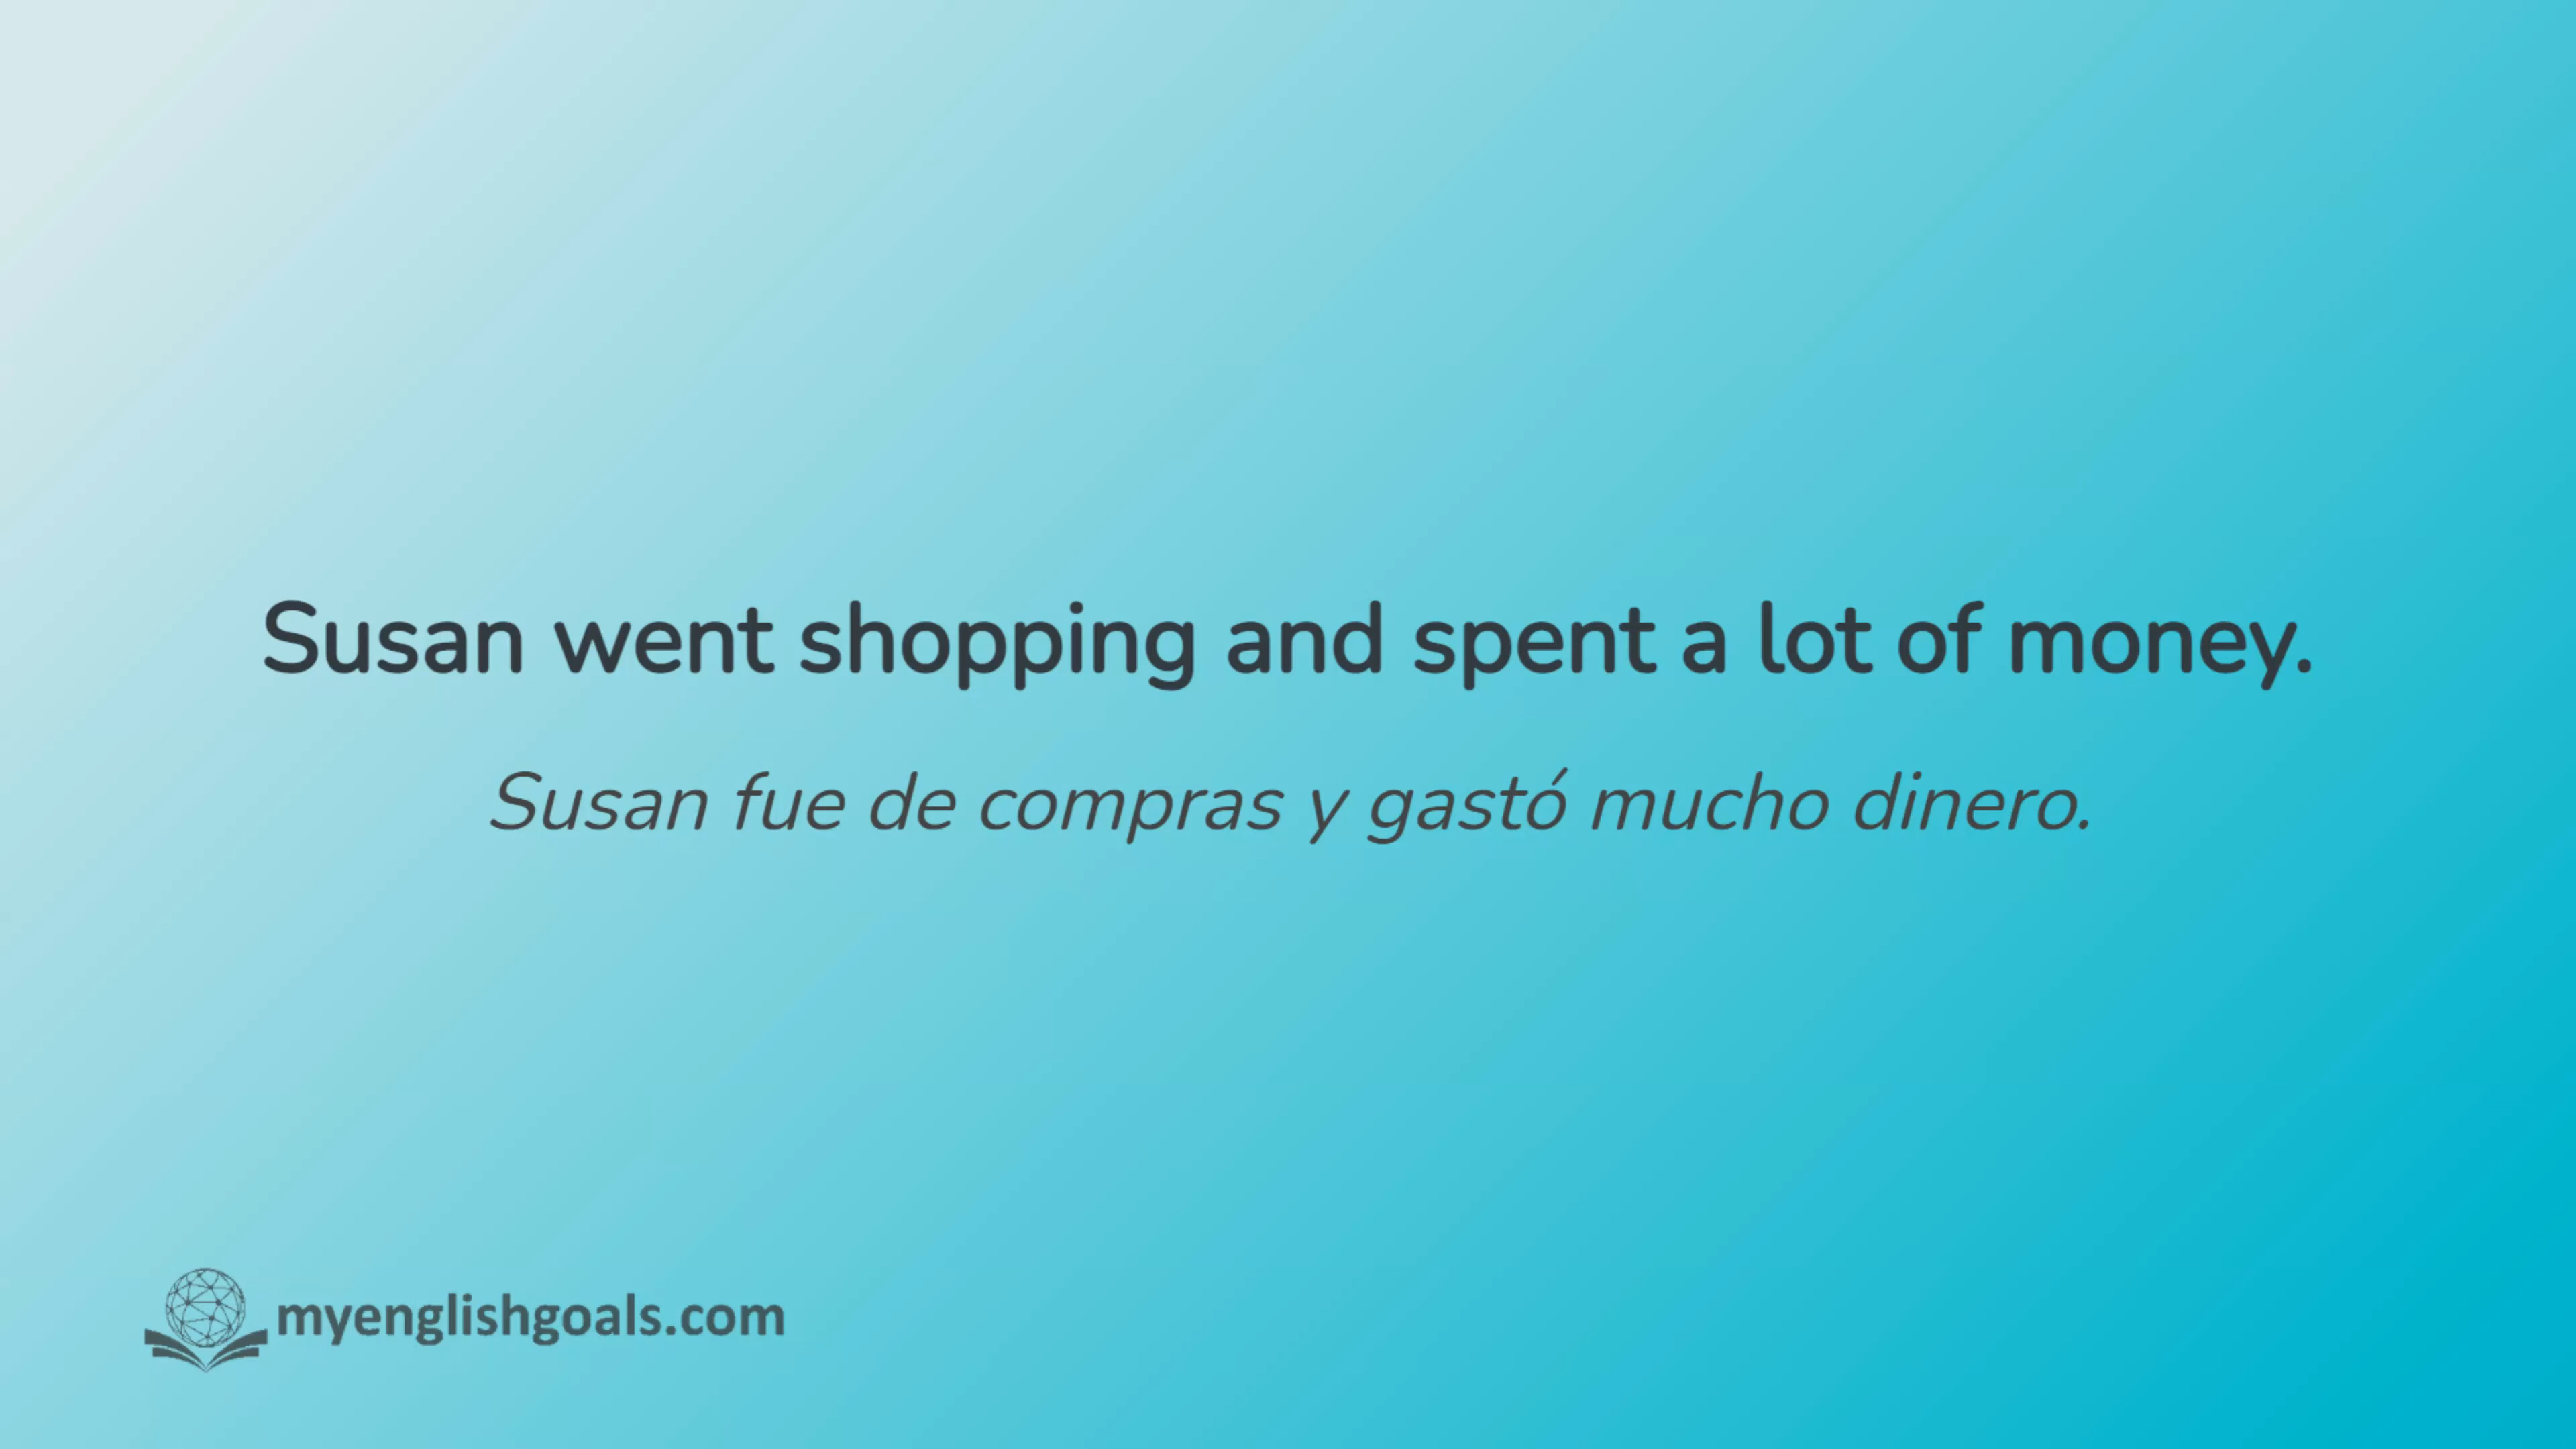 Susan went shopping and spent a lot of money.
Susan fue de compras y gastó mucho dinero.
myenglishgoals.com